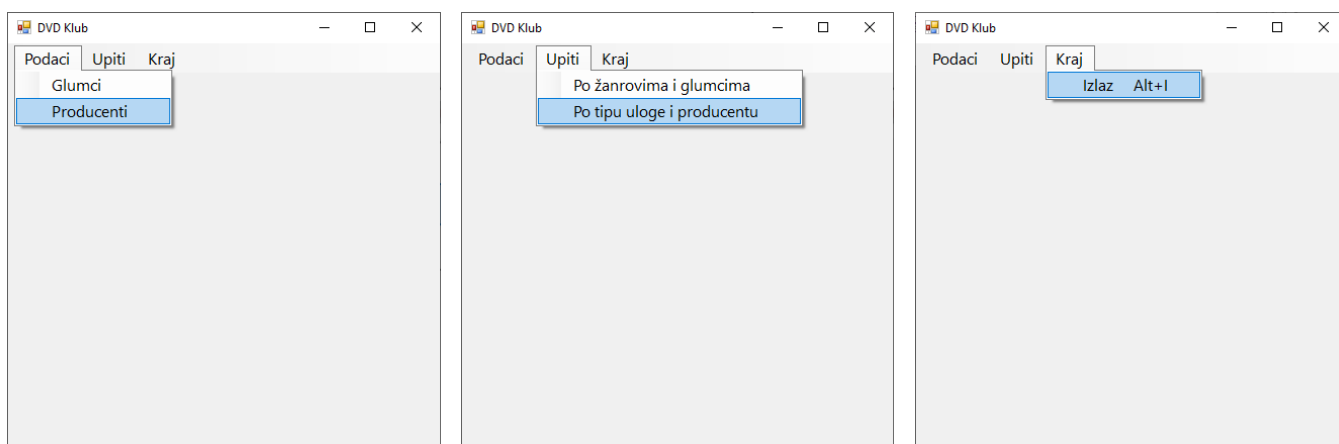 DVD Klub
Podaci Upiti Kraj
Glumci
Producenti
DVD Klub
Podaci Upiti Kraj
Po žanrovima i glumcima
Po tipu uloge i producentu
DVD Klub
Podaci Upiti Kraj
Izlaz Alt+I